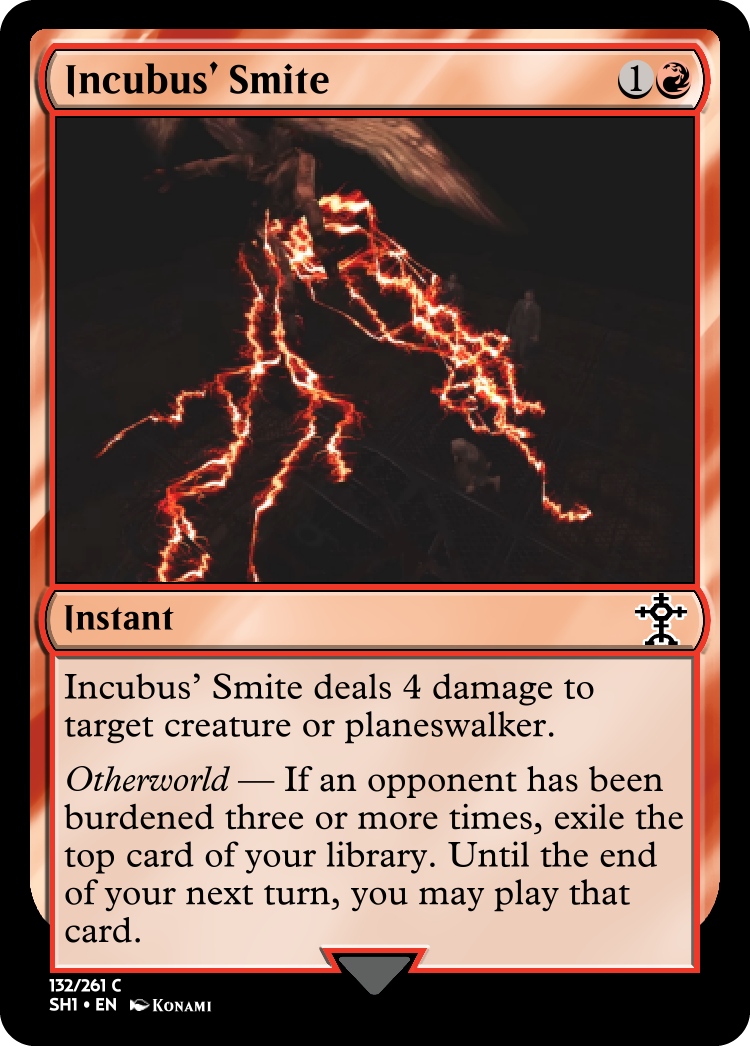 Incubus' Smite 1
Instant
Incubus' Smite deals 4 damage to
target creature or planeswalker.
Otherworld — If an opponent has been
burdened three or more times, exile the
top card of your library. Until the end
of your next turn, you may play that
card.
132/261 C
SH1 • EN KONAMI